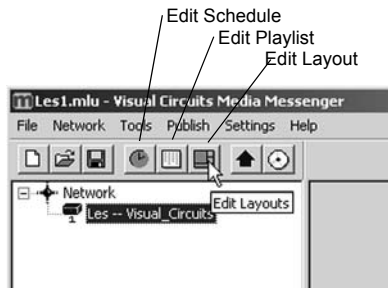 Edit Schedule
Edit Playlist
Edit Layout
Les1.mlu - Visual Circuits Media Messenger
File Network Tools Publish Settings Help
Network
Les -- Visual_Circuits
Edit Layouts